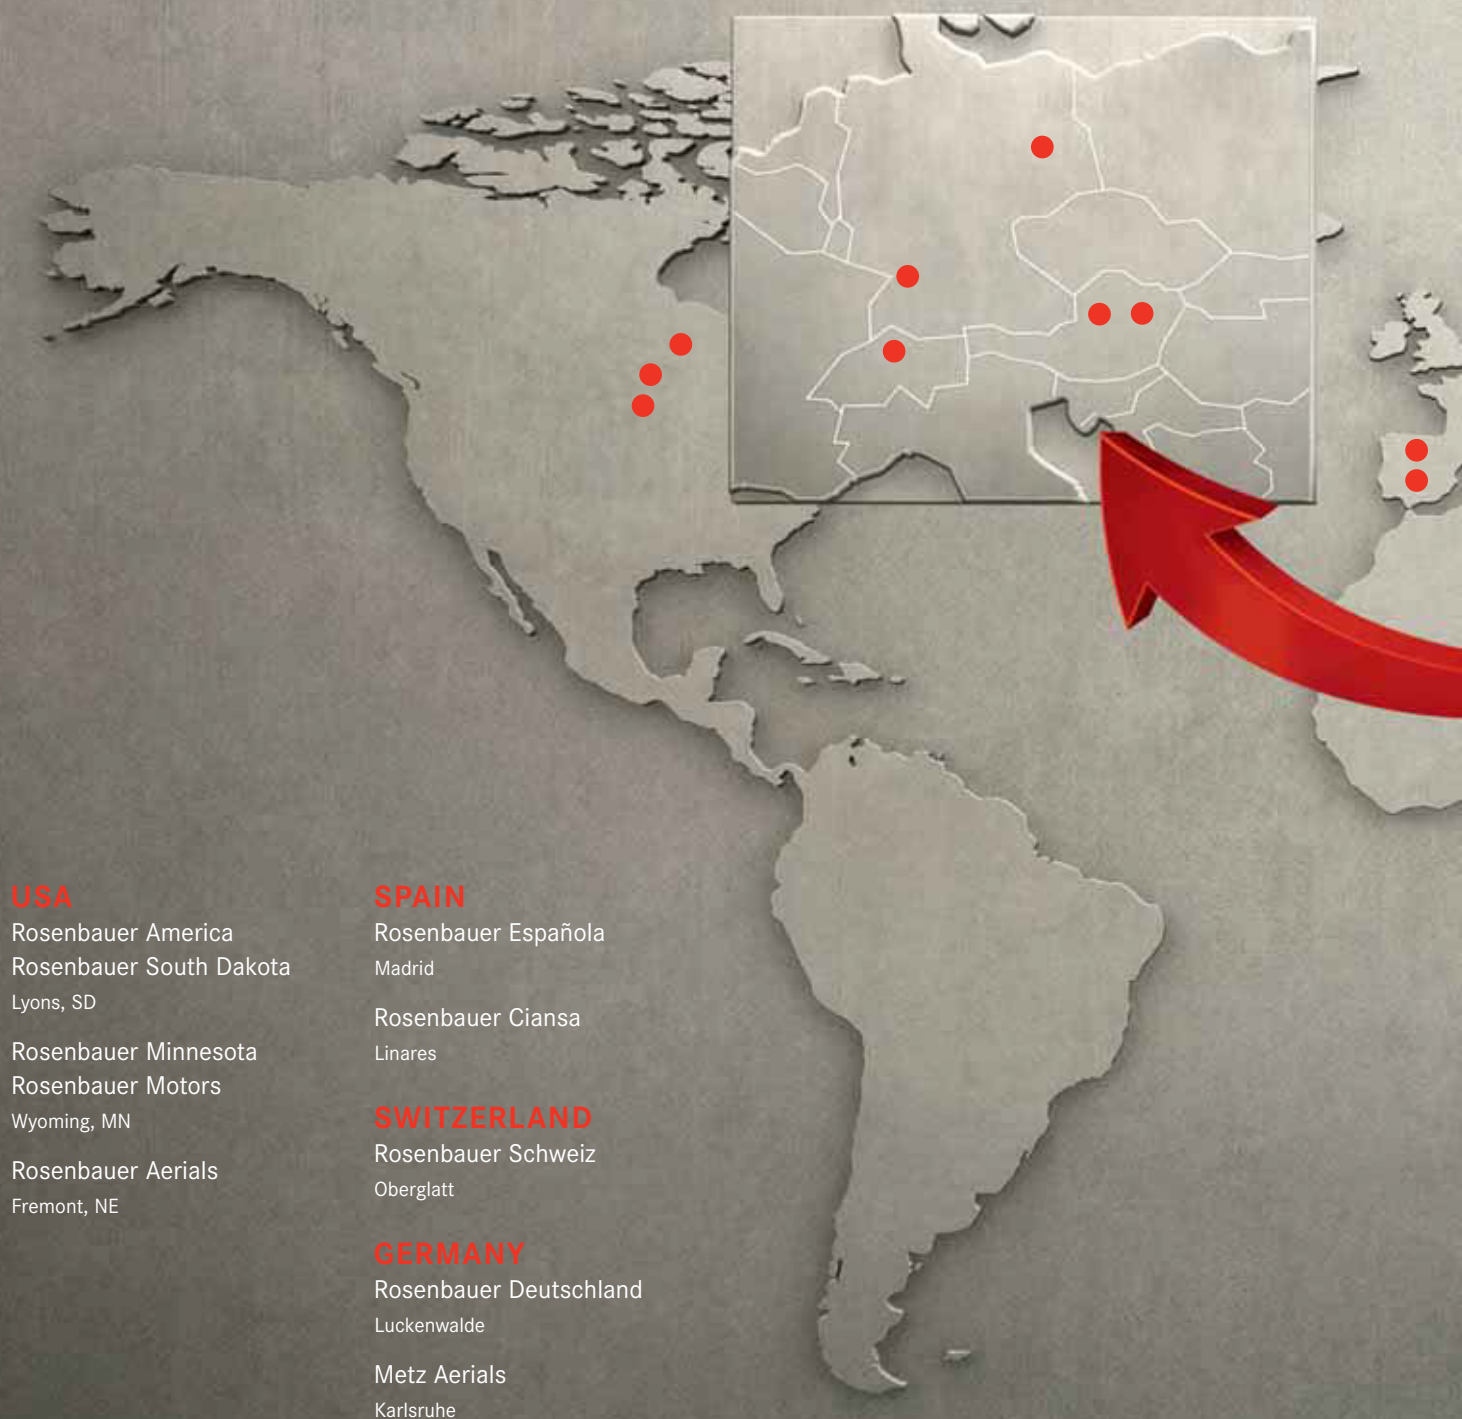 USA
Rosenbauer America
Rosenbauer South Dakota
Lyons, SD
Rosenbauer Minnesota
Rosenbauer Motors
Wyoming, MN
Rosenbauer Aerials
Fremont, NE
SPAIN
Rosenbauer Española
Madrid
Rosenbauer Ciansa
Linares
SWITZERLAND
Rosenbauer Schweiz
Oberglatt
GERMANY
Rosenbauer Deutschland
Luckenwalde
Metz Aerials
Karlsruhe